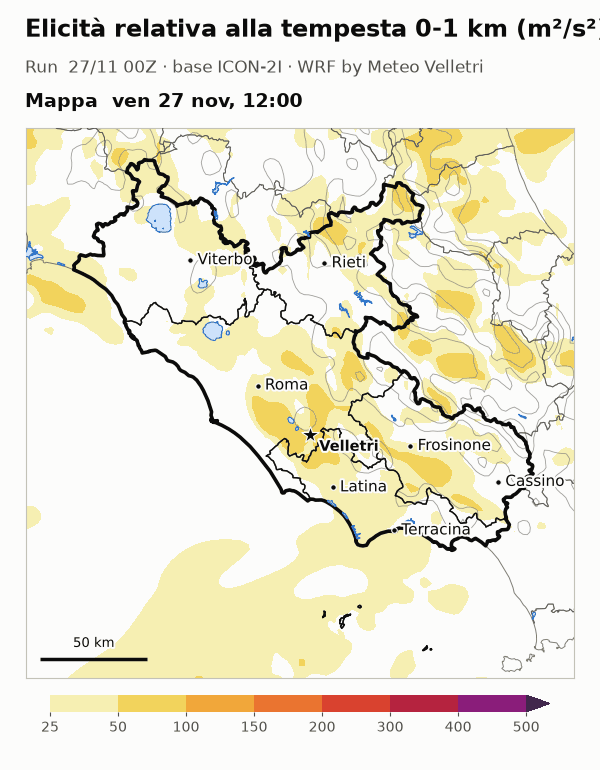 Elicità relativa alla tempesta 0-1 km (m²/s²)
Run 27/11 00Z · base ICON-2I · WRF by Meteo Velletri
Mappa ven 27 nov, 12:00
Viterbo
Rieti
Roma
Velletri
Frosinone
Cassino
Latina
Terracina
50 km
25 50 100 150 200 300 400 500